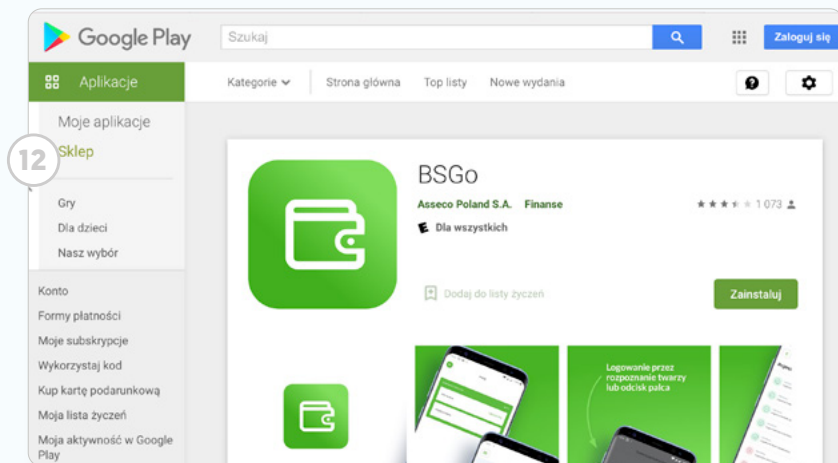 Google Play
Szukaj
Zaloguj się
Aplikacje
Kategorie
Strona główna
Top listy
Nowe wydania
Moje aplikacje
12
Sklep
Gry
Dla dzieci
Nasz wybór
Konto
Formy płatności
Moje subskrypcje
Wykorzystaj kod
Kup kartę podarunkową
Moja lista życzeń
Moja aktywność w Google
Play
BSGo
Asseco Poland S.A. Finanse
1 073
E Dla wszystkich
Dodaj do listy życzeń
Zainstaluj
Logowanie przez
rozpoznanie twarzy
lub odcisk palca